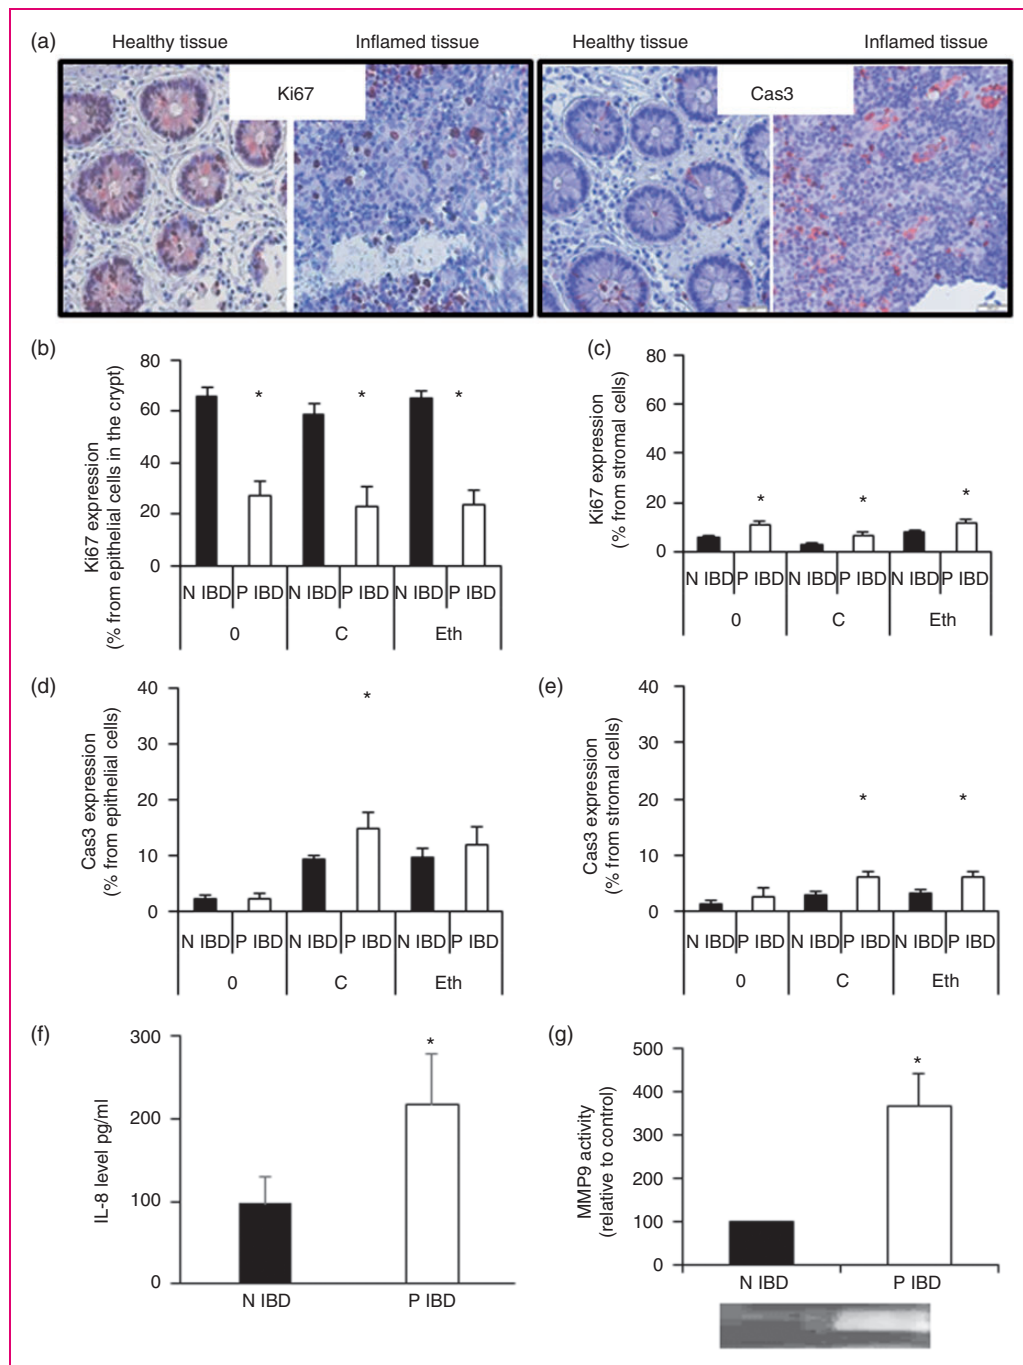 (a)
Healthy tissue
Inflamed tissue
Healthy tissue
Inflamed tissue
Ki67
Cas3
(b)
Ki67 expression
(% from epithelial cells in the crypt)
80
60
40
20
0
N IBD P IBD N IBD P IBD N IBD P IBD
0 C Eth
* * *
(c)
Ki67 expression
(% from stromal cells)
80
60
40
20
0
N IBD P IBD N IBD P IBD N IBD P IBD
0 C Eth
* * *
(d)
Cas3 expression
(% from epithelial cells)
40
30
20
10
0
N IBD P IBD N IBD P IBD N IBD P IBD
0 C Eth
*
(e)
Cas3 expression
(% from stromal cells)
40
30
20
10
0
N IBD P IBD N IBD P IBD N IBD P IBD
0 C Eth
* *
(f)
IL-8 level pg/ml
300
200
100
0
N IBD P IBD
*
(g)
MMP9 activity
(relative to control)
500
400
300
200
100
0
N IBD P IBD
*